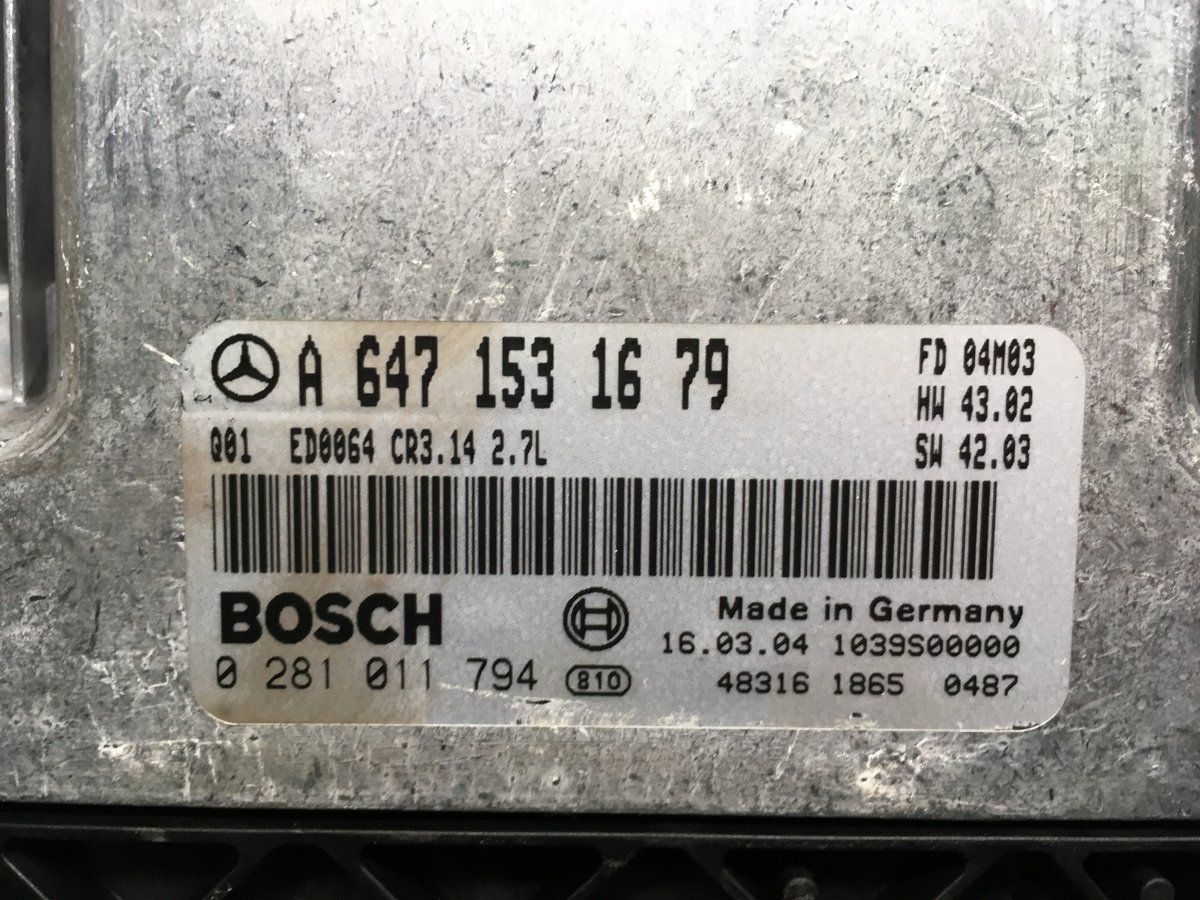 A 647 153 16 79
FD 04M03
HW 43.02
Q01 ED0064 CR3.14 2.7L
SW 42.03
BOSCH
Made in Germany
16.03.04 1039S00000
0 281 011 794 810
48316 1865 0487